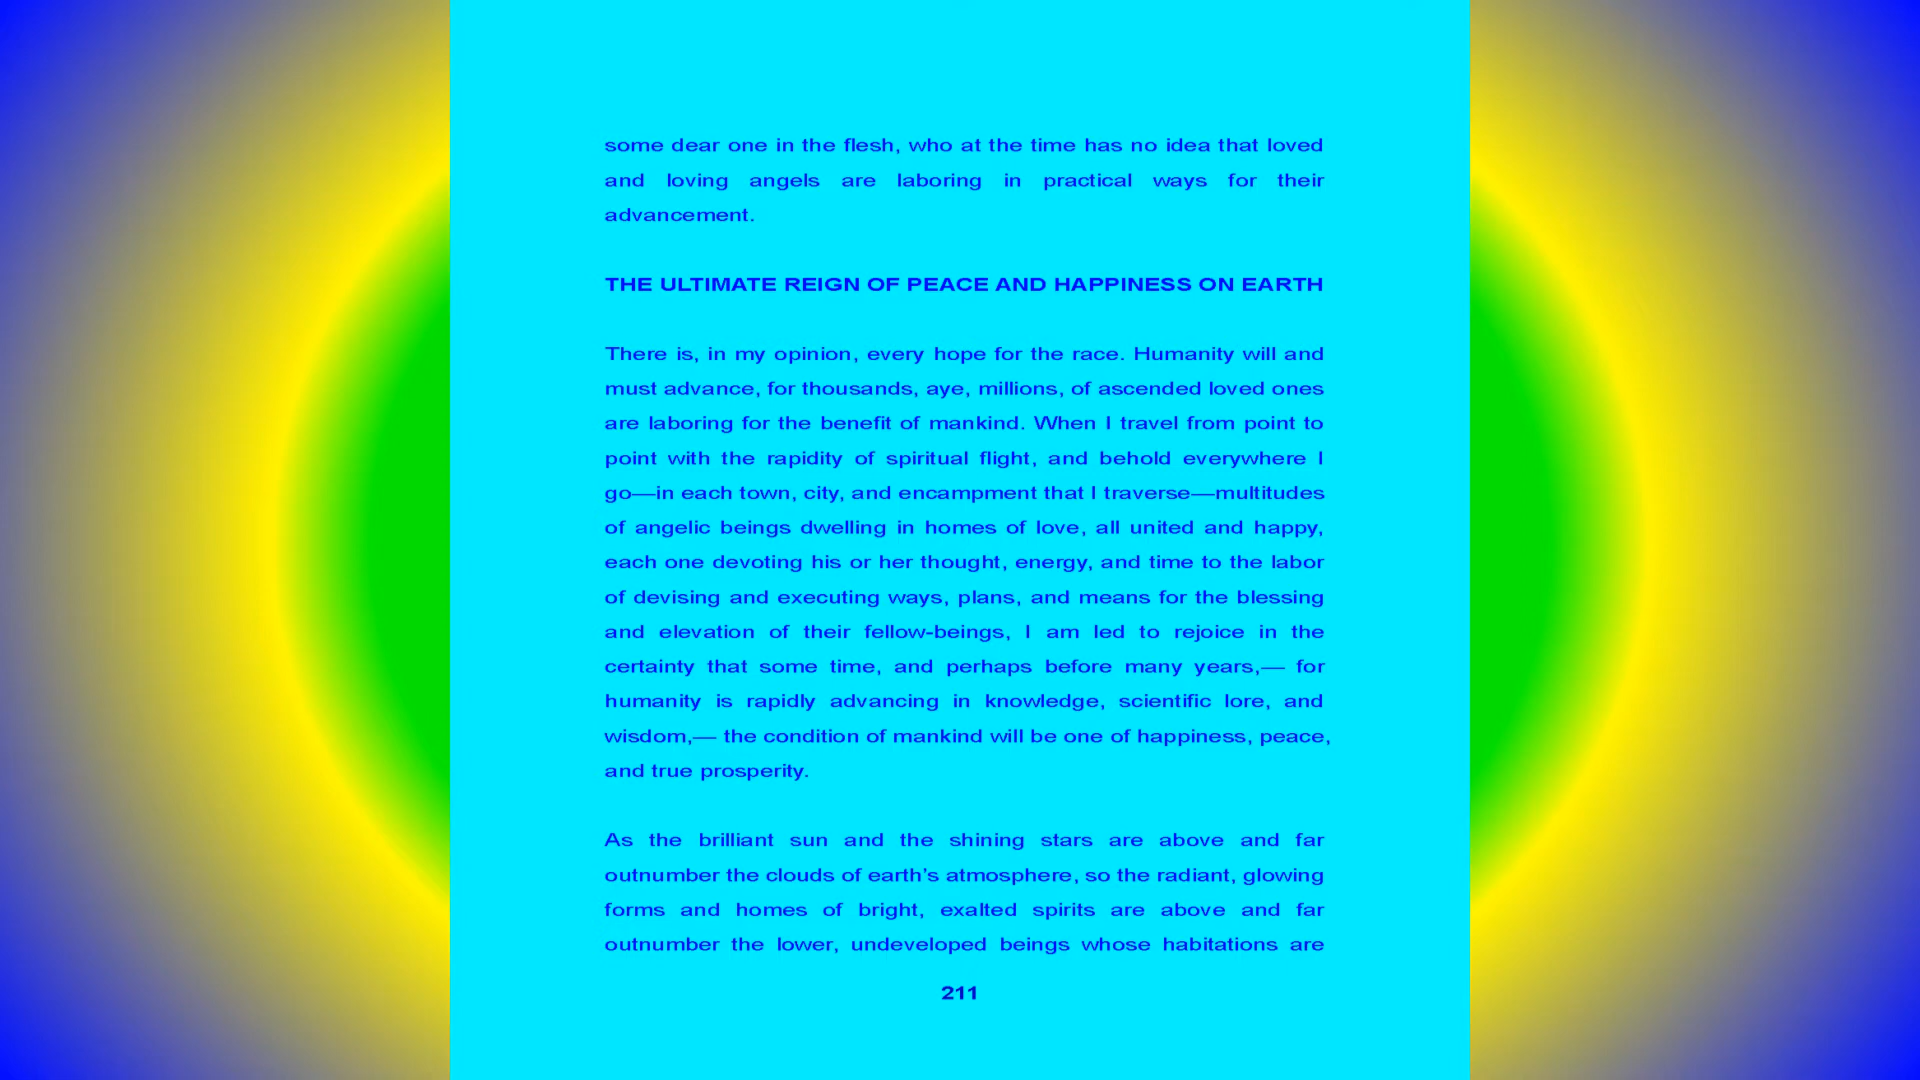 some dear one in the flesh, who at the time has no idea that loved
and loving angels are laboring in practical ways for their
advancement.
THE ULTIMATE REIGN OF PEACE AND HAPPINESS ON EARTH
There is, in my opinion, every hope for the race. Humanity will and
must advance, for thousands, aye, millions, of ascended loved ones
are laboring for the benefit of mankind. When I travel from point to
point with the rapidity of spiritual flight, and behold everywhere I
go—in each town, city, and encampment that I traverse—multitudes
of angelic beings dwelling in homes of love, all united and happy,
each one devoting his or her thought, energy, and time to the labor
of devising and executing ways, plans, and means for the blessing
and elevation of their fellow-beings, I am led to rejoice in the
certainty that some time, and perhaps before many years,— for
humanity is rapidly advancing in knowledge, scientific lore, and
wisdom,— the condition of mankind will be one of happiness, peace,
and true prosperity.
As the brilliant sun and the shining stars are above and far
outnumber the clouds of earth’s atmosphere, so the radiant, glowing
forms and homes of bright, exalted spirits are above and far
outnumber the lower, undeveloped beings whose habitations are
211